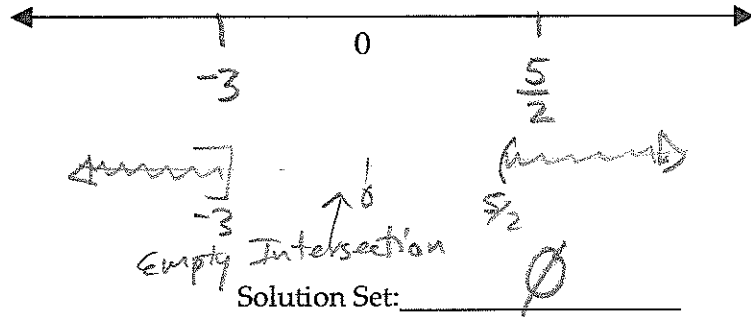 0
-3 5/2
] 0 (
-3 5/2
Empty Intersection
Solution Set: ∅